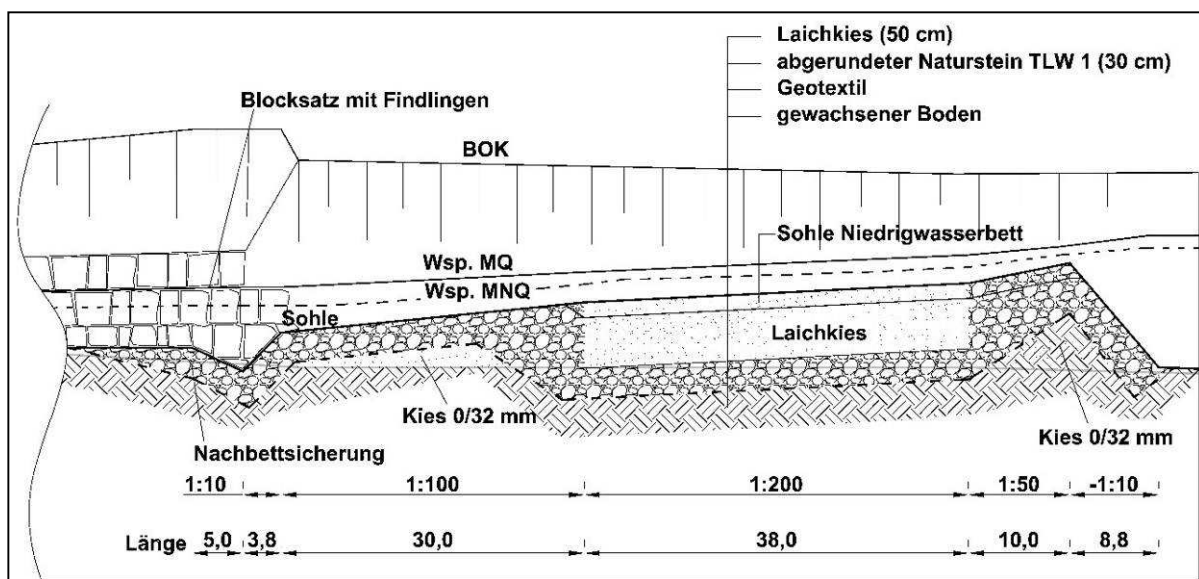 Laichkies (50 cm)
abgerundeter Naturstein TLW 1 (30 cm)
Geotextil
gewachsener Boden
Blocksatz mit Findlingen
BOK
Sohle Niedrigwasserbett
Wsp. MQ
Wsp. MNQ
Sohle
Laichkies
Kies 0/32 mm
Kies 0/32 mm
Nachbettsicherung
1:10 1:100 1:200 1:50 -1:10
Länge 5,0 3,8 30,0 38,0 10,0 8,8